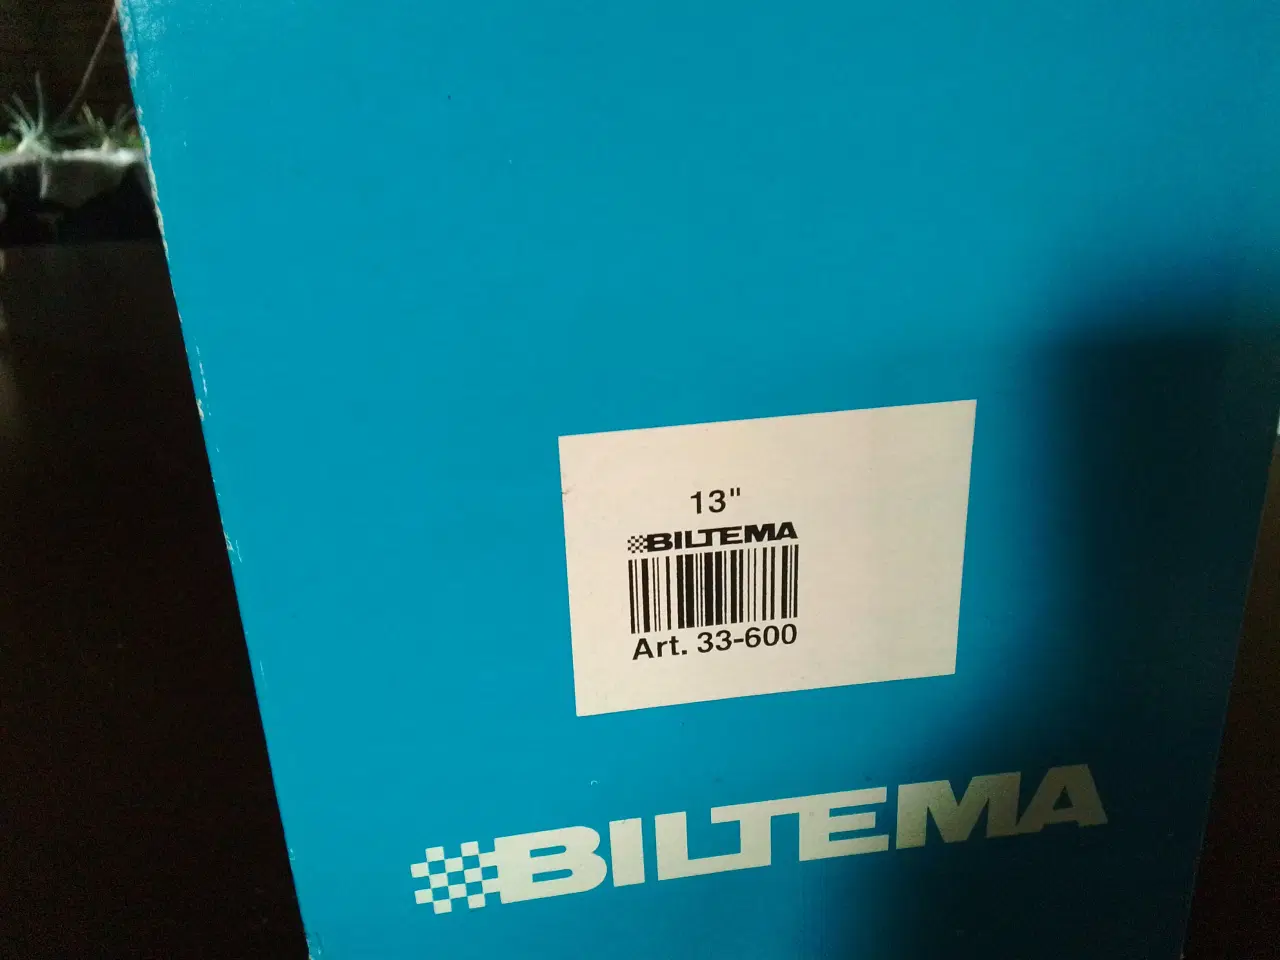 13"
BILTEMA
Art. 33-600
BILTEMA